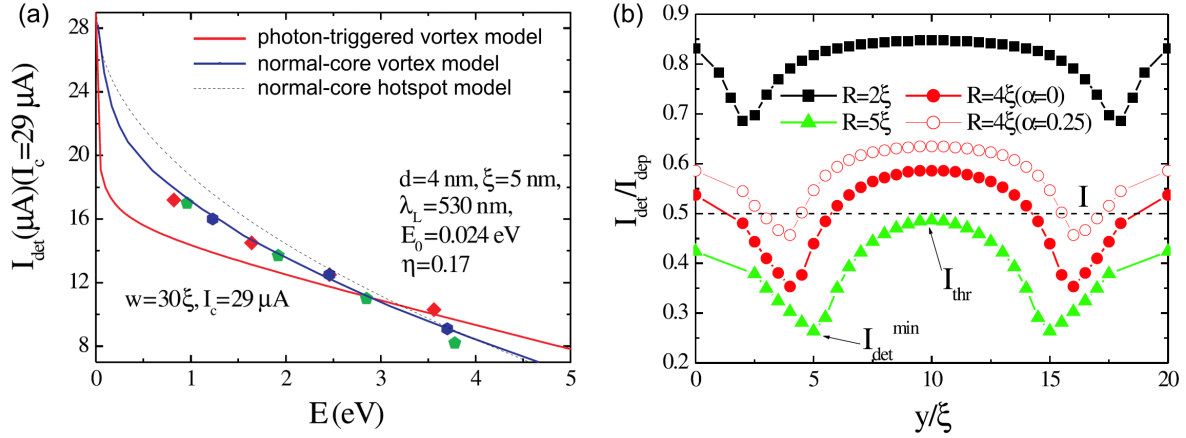 (a)
28
24
20
16
12
8
I_det(μA)(I_c=29 μA)
photon-triggered vortex model
normal-core vortex model
normal-core hotspot model
d=4 nm, ξ=5 nm,
λ_L=530 nm,
E_0=0.024 eV
η=0.17
w=30ξ, I_c=29 μA
0 1 2 3 4 5
E(eV)
(b)
0.9
0.8
0.7
0.6
0.5
0.4
0.3
0.2
I_det/I_dep
R=2ξ R=4ξ(α=0)
R=5ξ R=4ξ(α=0.25)
I
I_thr
I_det^min
0 5 10 15 20
y/ξ